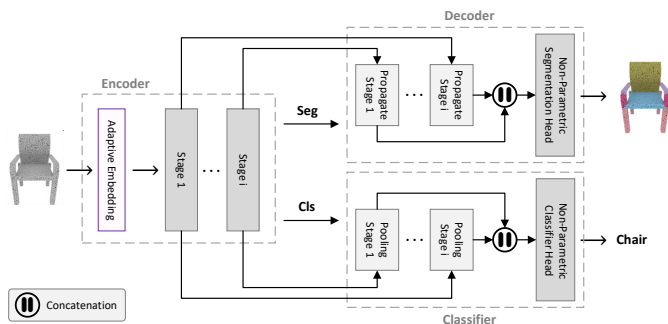 Decoder
Encoder
Adaptive Embedding
Stage 1
...
Stage i
Seg
Cls
Propagate
Stage 1
...
Propagate
Stage i
Non-Parametric
Segmentation Head
Pooling
Stage 1
...
Pooling
Stage i
Non-Parametric
Classifier Head
Chair
Concatenation
Classifier